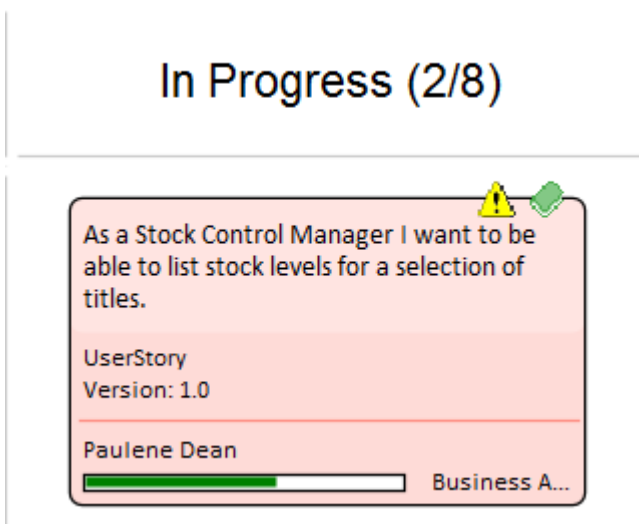 In Progress (2/8)
As a Stock Control Manager I want to be
able to list stock levels for a selection of
titles.
UserStory
Version: 1.0
Paulene Dean
Business A...